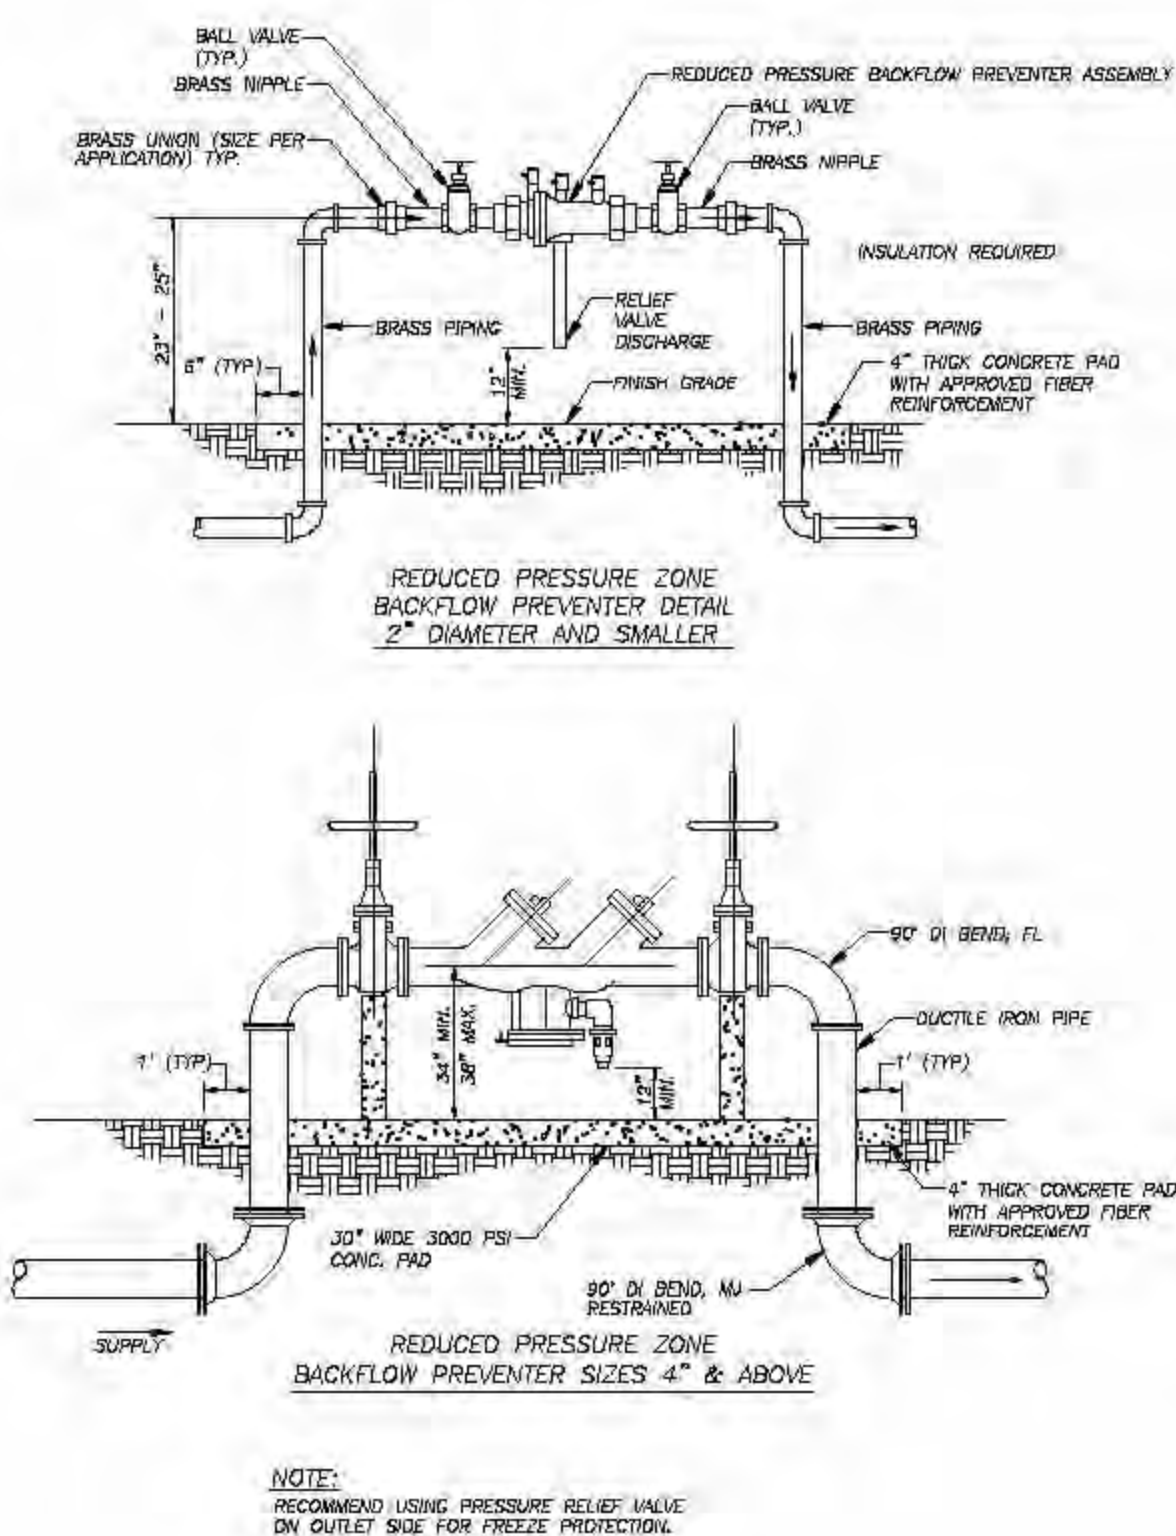 BALL VALVE
(TYP.)
BRASS NIPPLE
BRASS UNION (SIZE PER
APPLICATION) TYP.
REDUCED PRESSURE BACKFLOW PREVENTER ASSEMBLY
BALL VALVE
(TYP.)
BRASS NIPPLE
INSULATION REQUIRED
23" - 25"
BRASS PIPING
RELIEF
VALVE
DISCHARGE
BRASS PIPING
6" (TYP)
12"
MIN.
FINISH GRADE
4" THICK CONCRETE PAD
WITH APPROVED FIBER
REINFORCEMENT
REDUCED PRESSURE ZONE
BACKFLOW PREVENTER DETAIL
2" DIAMETER AND SMALLER
90° DI BEND, FL
DUCTILE IRON PIPE
1' (TYP)
34" MIN.
38" MAX.
12"
MIN.
1' (TYP)
4" THICK CONCRETE PAD
WITH APPROVED FIBER
REINFORCEMENT
30" WIDE 3000 PSI
CONC. PAD
90° DI BEND, MJ
RESTRAINED
SUPPLY
REDUCED PRESSURE ZONE
BACKFLOW PREVENTER SIZES 4" & ABOVE
NOTE:
RECOMMEND USING PRESSURE RELIEF VALVE
ON OUTLET SIDE FOR FREEZE PROTECTION.